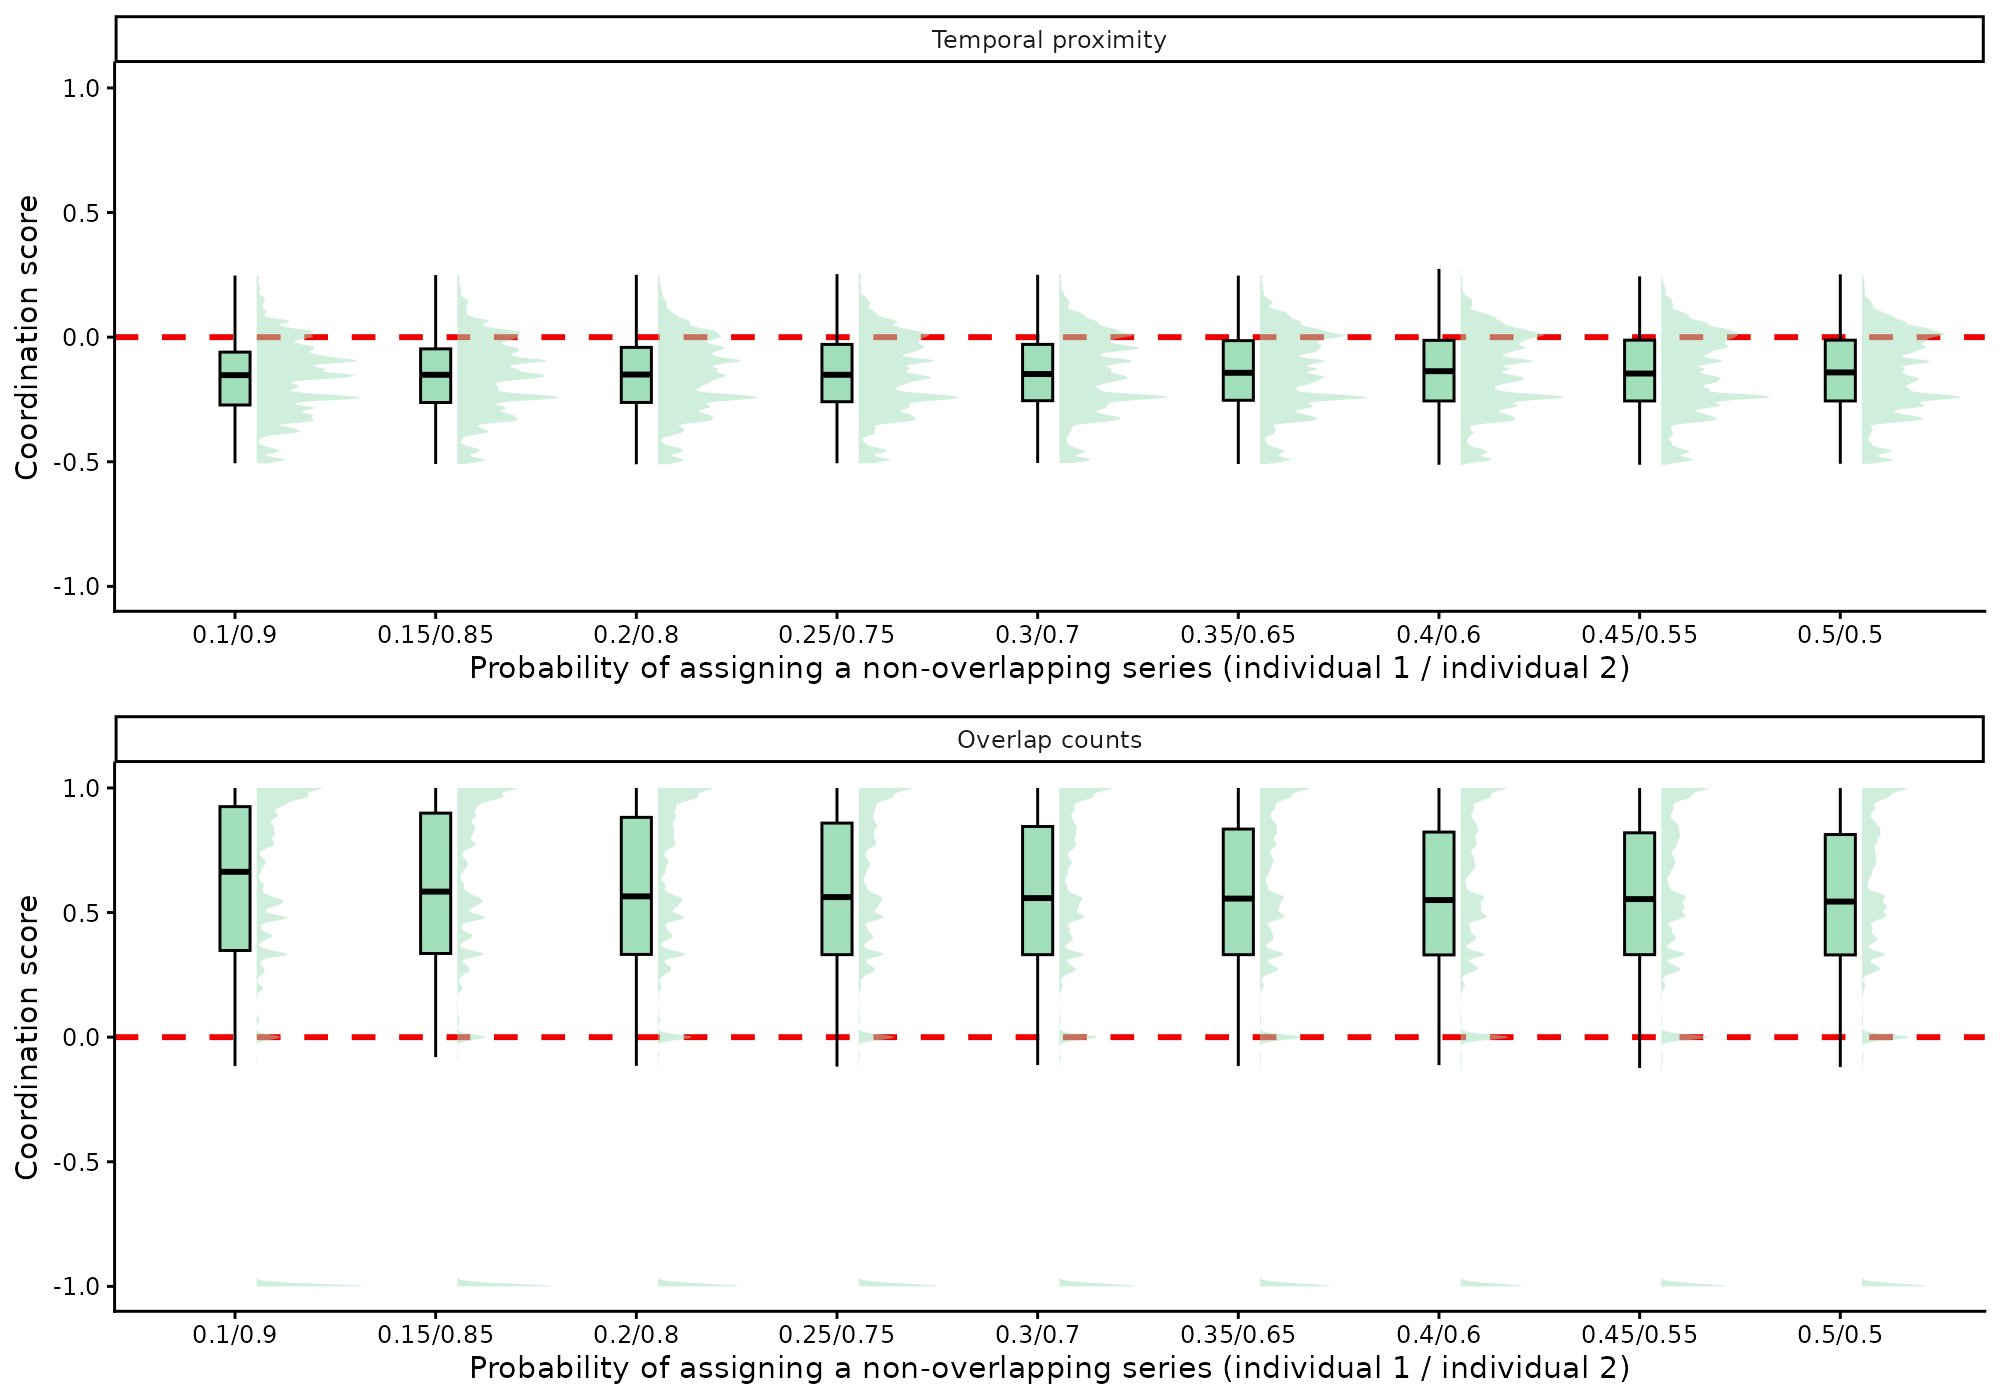 Temporal proximity
1.0
0.5
0.0
-0.5
-1.0
Coordination score
0.1/0.9 0.15/0.85 0.2/0.8 0.25/0.75 0.3/0.7 0.35/0.65 0.4/0.6 0.45/0.55 0.5/0.5
Probability of assigning a non-overlapping series (individual 1 / individual 2)
Overlap counts
1.0
0.5
0.0
-0.5
-1.0
Coordination score
0.1/0.9 0.15/0.85 0.2/0.8 0.25/0.75 0.3/0.7 0.35/0.65 0.4/0.6 0.45/0.55 0.5/0.5
Probability of assigning a non-overlapping series (individual 1 / individual 2)